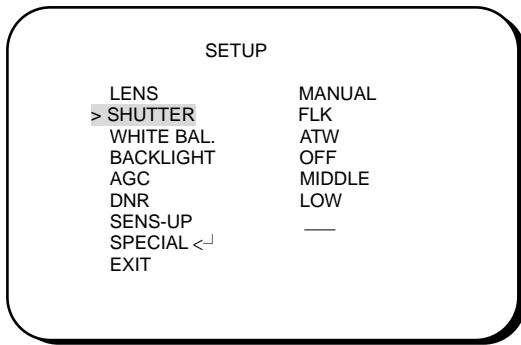 SETUP
LENS MANUAL
> SHUTTER FLK
WHITE BAL. ATW
BACKLIGHT OFF
AGC MIDDLE
DNR LOW
SENS-UP ___
SPECIAL <┘
EXIT